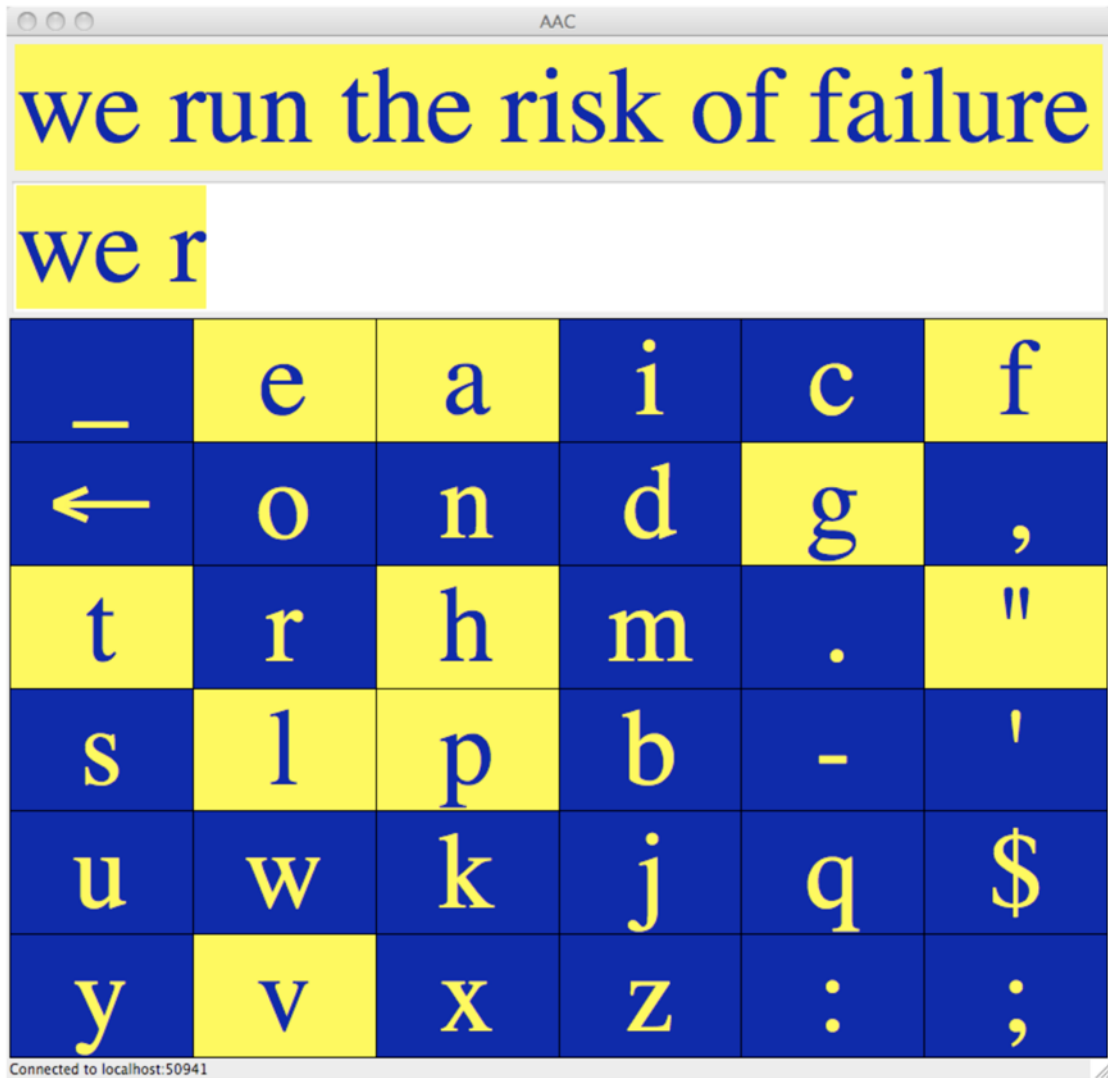 AAC
we run the risk of failure
we r
_ e a i c f
← o n d g ,
t r h m . "
s l p b - '
u w k j q $
y v x z : ;
Connected to localhost:50941